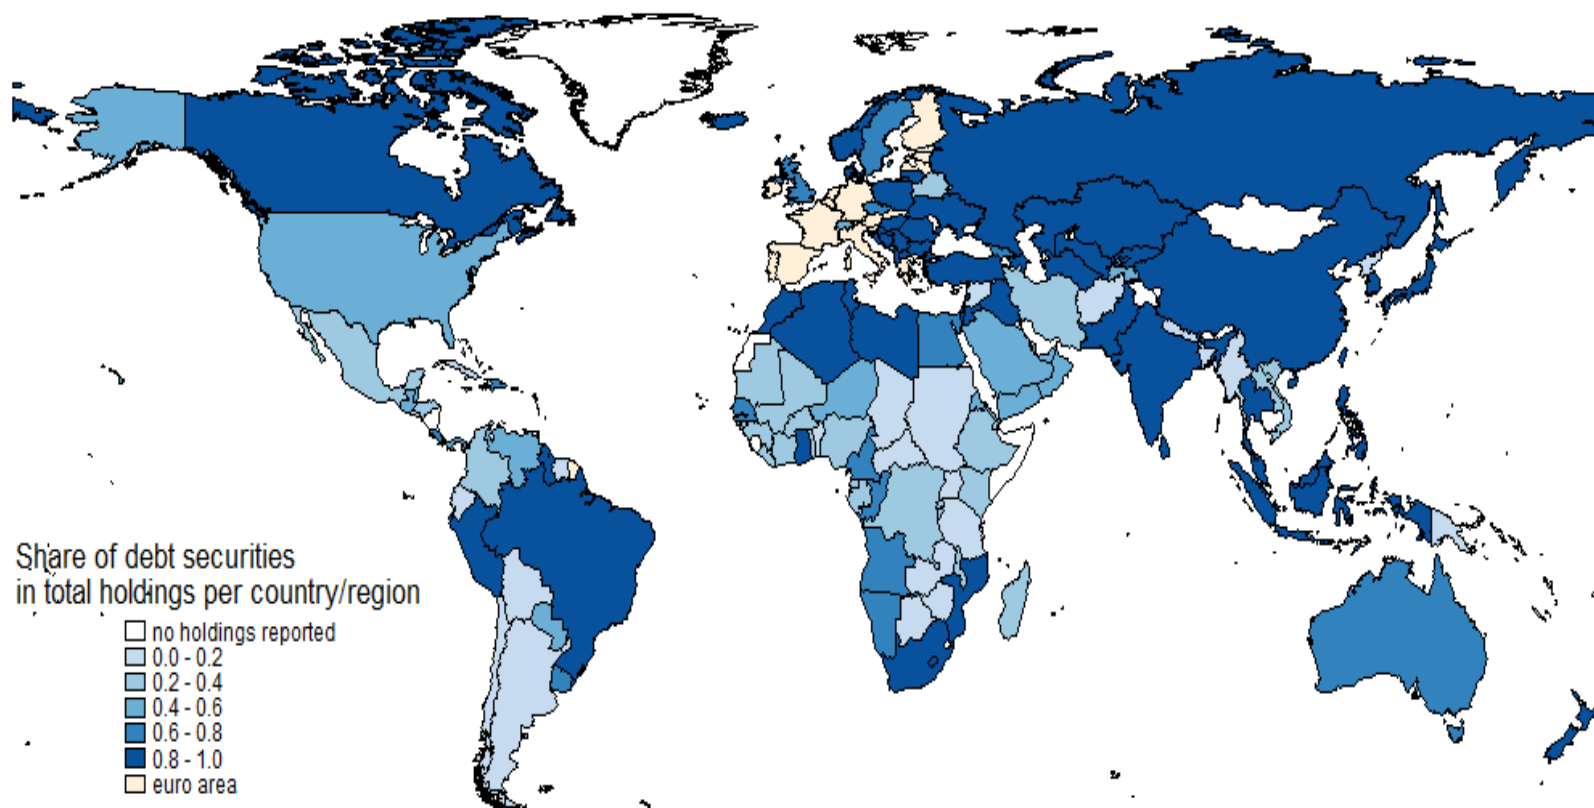 Share of debt securities
in total holdings per country/region
no holdings reported
0.0 - 0.2
0.2 - 0.4
0.4 - 0.6
0.6 - 0.8
0.8 - 1.0
euro area